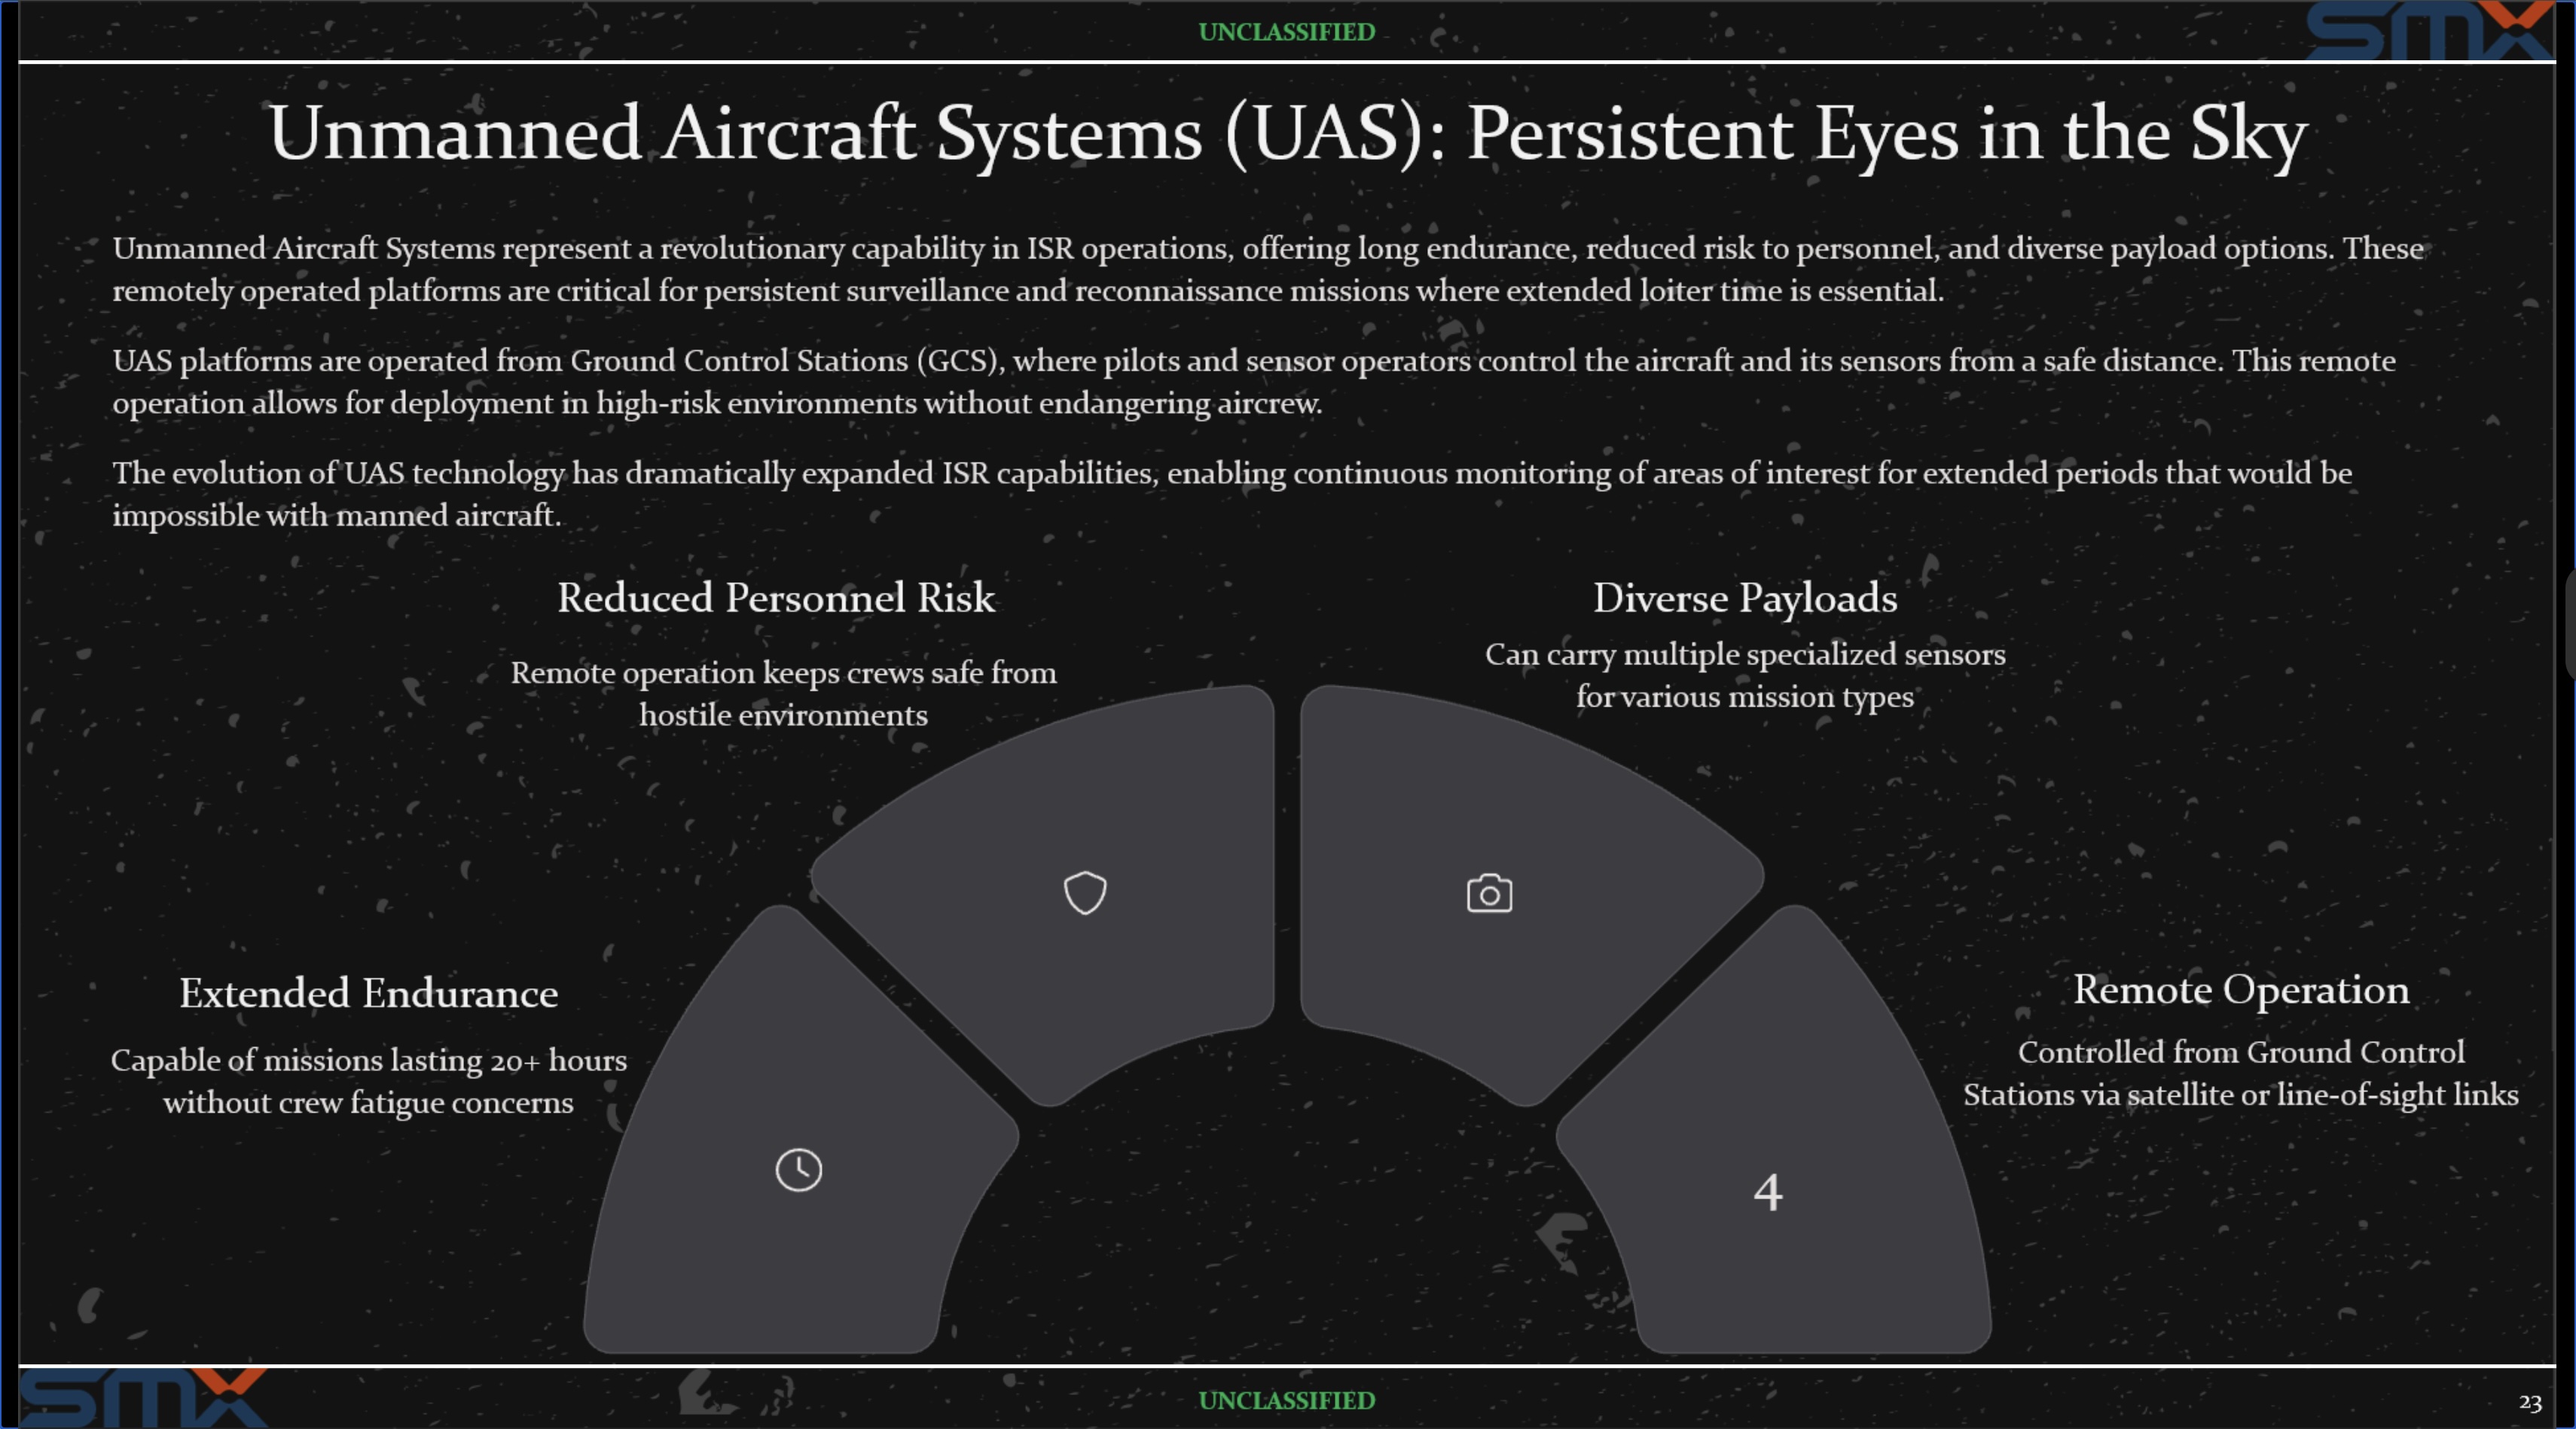 UNCLASSIFIED
SMX
Unmanned Aircraft Systems (UAS): Persistent Eyes in the Sky
Unmanned Aircraft Systems represent a revolutionary capability in ISR operations, offering long endurance, reduced risk to personnel, and diverse payload options. These
remotely operated platforms are critical for persistent surveillance and reconnaissance missions where extended loiter time is essential.
UAS platforms are operated from Ground Control Stations (GCS), where pilots and sensor operators control the aircraft and its sensors from a safe distance. This remote
operation allows for deployment in high-risk environments without endangering aircrew.
The evolution of UAS technology has dramatically expanded ISR capabilities, enabling continuous monitoring of areas of interest for extended periods that would be
impossible with manned aircraft.
Reduced Personnel Risk
Remote operation keeps crews safe from
hostile environments
Diverse Payloads
Can carry multiple specialized sensors
for various mission types
Extended Endurance
Capable of missions lasting 20+ hours
without crew fatigue concerns
Remote Operation
Controlled from Ground Control
Stations via satellite or line-of-sight links
4
SMX
UNCLASSIFIED
23